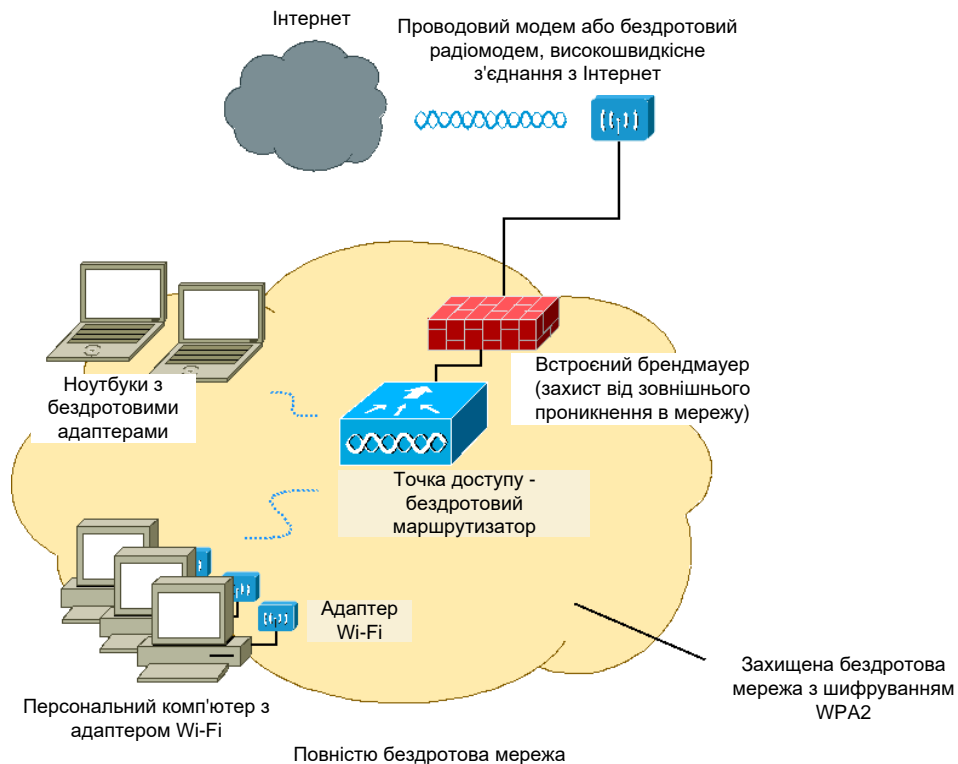 Інтернет
Проводовий модем або бездротовий
радіомодем, високошвидкісне
з'єднання з Інтернет
Встроєний брендмауер
(захист від зовнішнього
проникнення в мережу)
Ноутбуки з
бездротовими
адаптерами
Точка доступу -
бездротовий
маршрутизатор
Адаптер
Wi-Fi
Захищена бездротова
мережа з шифруванням
WPA2
Персональний комп'ютер з
адаптером Wi-Fi
Повністю бездротова мережа